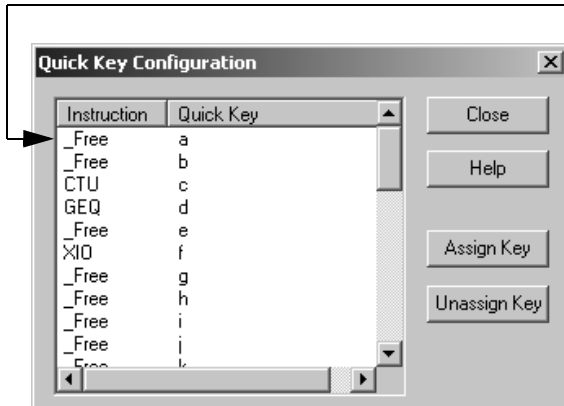 Quick Key Configuration
Instruction Quick Key
_Free a
_Free b
CTU c
GEQ d
_Free e
XIO f
_Free g
_Free h
_Free i
_Free j
_Free k
Close
Help
Assign Key
Unassign Key